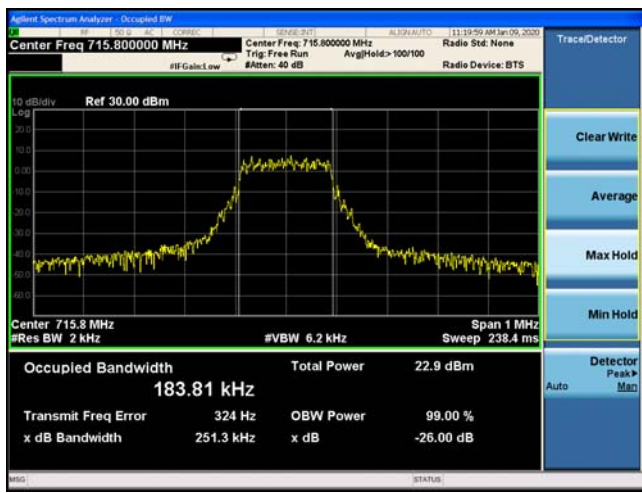 Agilent Spectrum Analyzer - Occupied BW
RF 50 Ω AC CORREC SENSE:INT ALIGN AUTO 11:19:59 AM Jan 09, 2020
Center Freq 715.800000 MHz Center Freq: 715.800000 MHz Radio Std: None Trace/Detector
Trig: Free Run Avg|Hold:>100/100
#IFGain:Low #Atten: 40 dB Radio Device: BTS
10 dB/div Ref 30.00 dBm
Log
20.0
10.0
0.00
-10.0
-20.0
-30.0
-40.0
-50.0
-60.0
Center 715.8 MHz Span 1 MHz
#Res BW 2 kHz #VBW 6.2 kHz Sweep 238.4 ms
Occupied Bandwidth Total Power 22.9 dBm
183.81 kHz
Transmit Freq Error 324 Hz OBW Power 99.00 %
x dB Bandwidth 251.3 kHz x dB -26.00 dB
Clear Write
Average
Max Hold
Min Hold
Detector
Peak▶
Auto Man
MSG STATUS